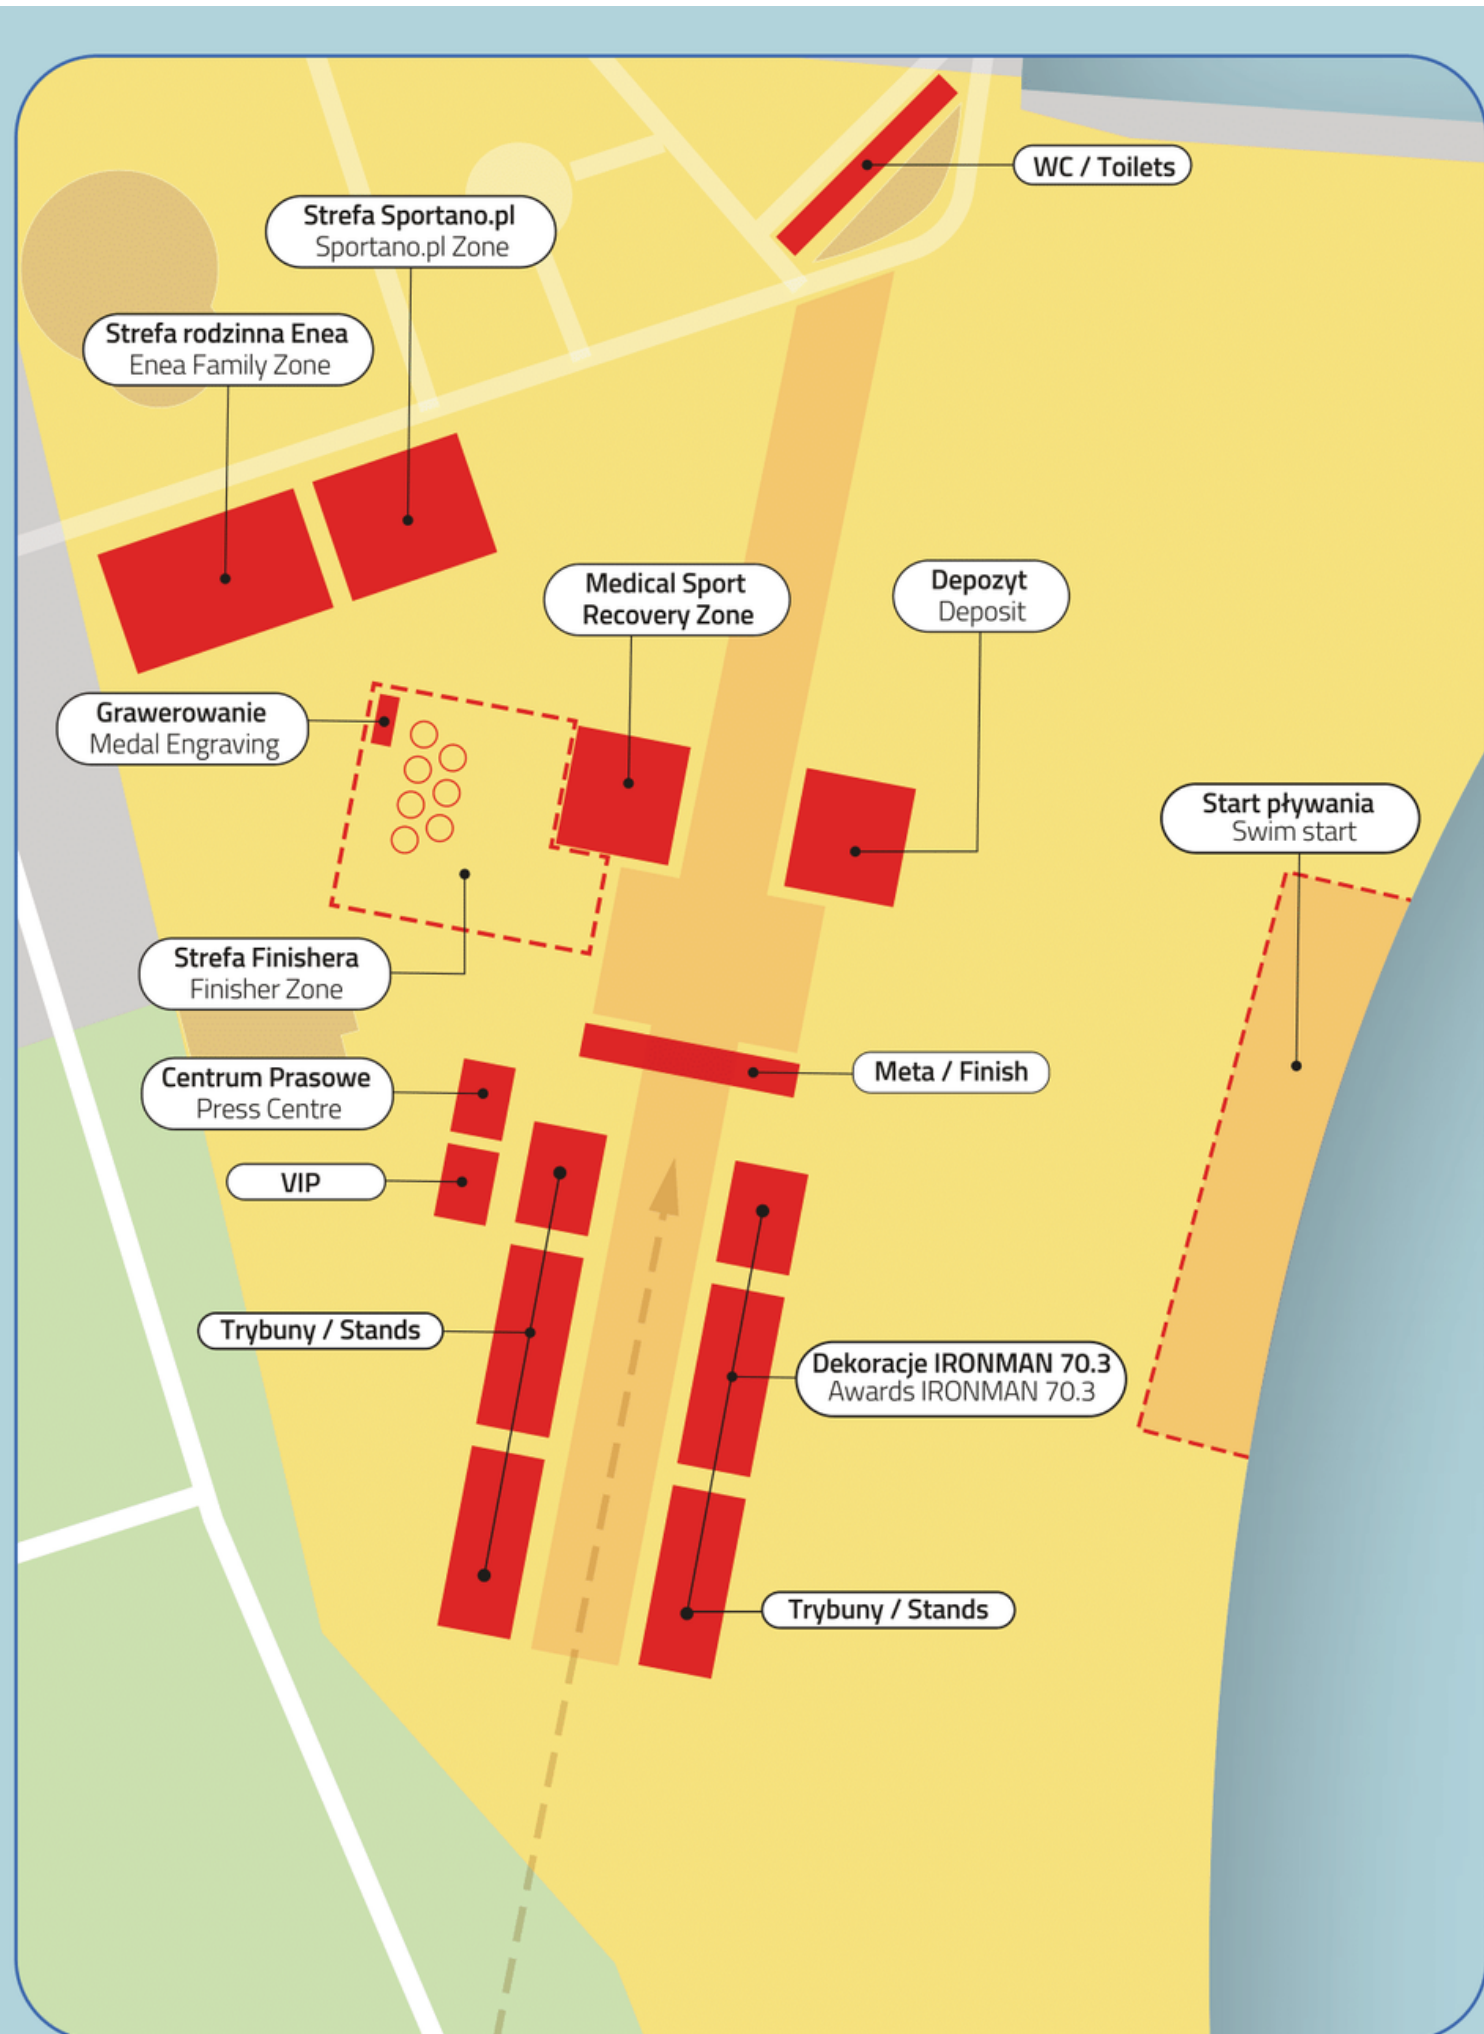 WC / Toilets
Strefa Sportano.pl
Sportano.pl Zone
Strefa rodzinna Enea
Enea Family Zone
Medical Sport
Recovery Zone
Depozyt
Deposit
Grawerowanie
Medal Engraving
Start pływania
Swim start
Strefa Finishera
Finisher Zone
Centrum Prasowe
Press Centre
Meta / Finish
VIP
Trybuny / Stands
Dekoracje IRONMAN 70.3
Awards IRONMAN 70.3
Trybuny / Stands